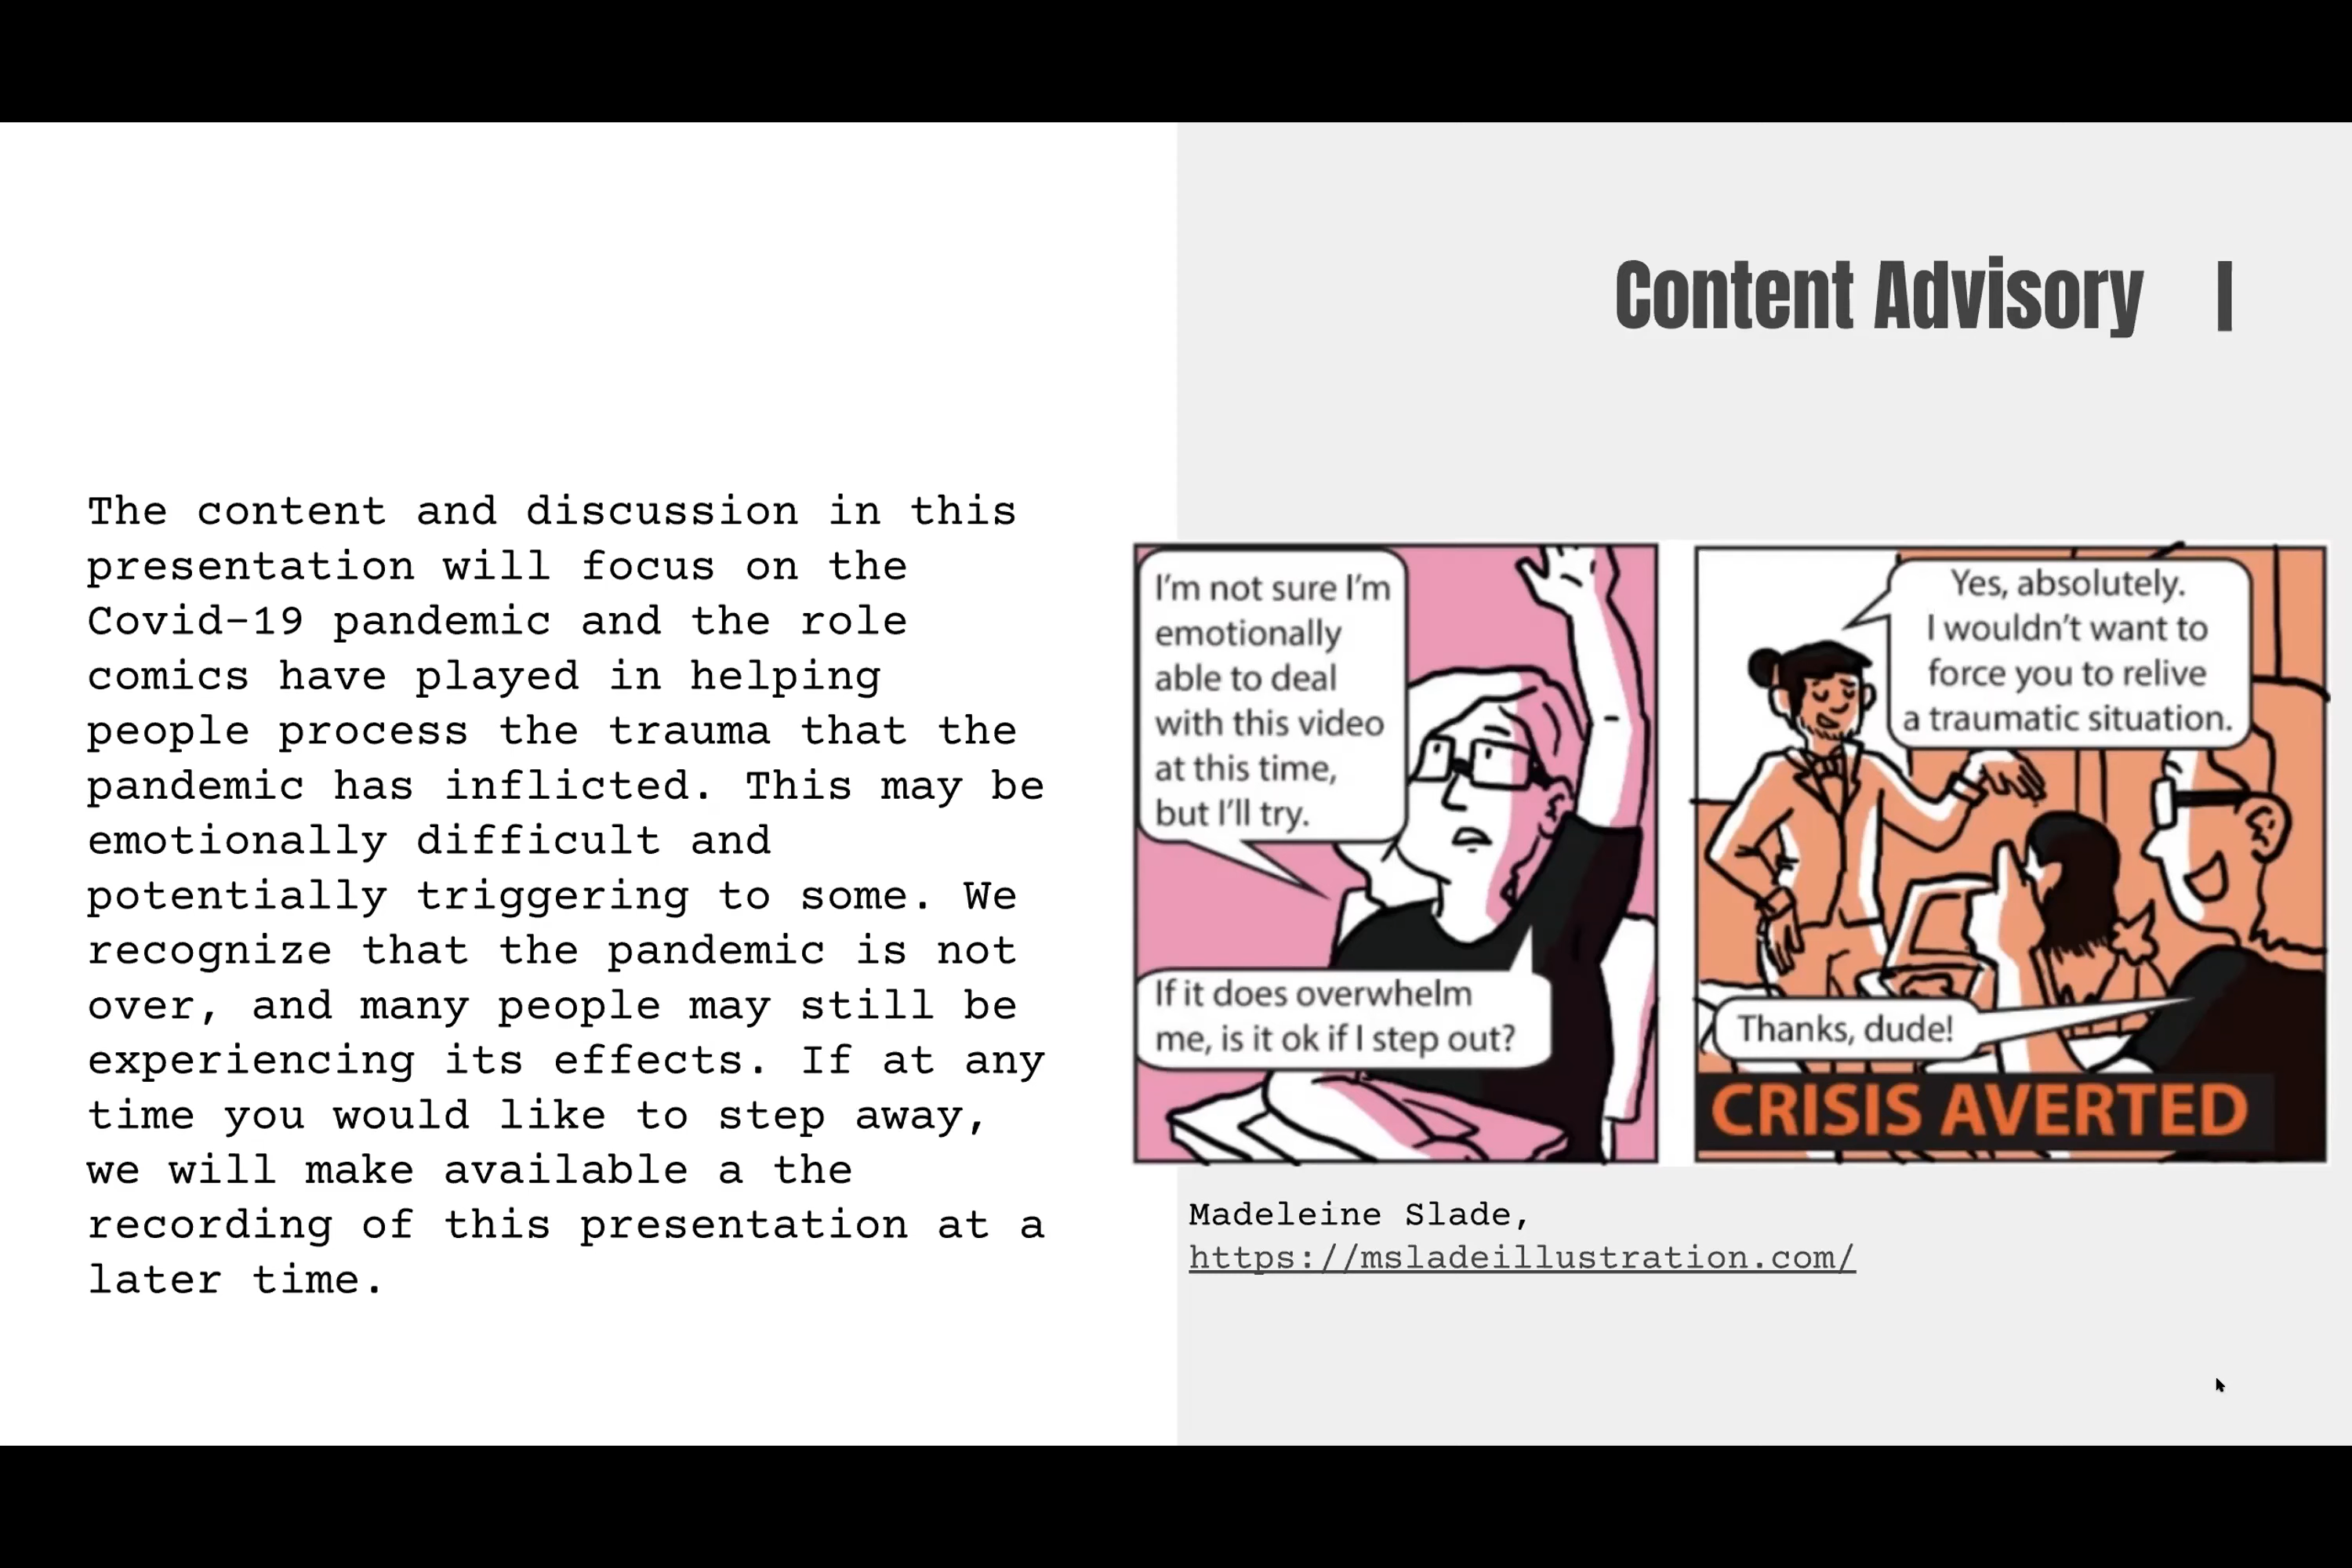 Content Advisory |
The content and discussion in this
presentation will focus on the
Covid-19 pandemic and the role
comics have played in helping
people process the trauma that the
pandemic has inflicted. This may be
emotionally difficult and
potentially triggering to some. We
recognize that the pandemic is not
over, and many people may still be
experiencing its effects. If at any
time you would like to step away,
we will make available a the
recording of this presentation at a
later time.
I'm not sure I'm
emotionally
able to deal
with this video
at this time,
but I'll try.
If it does overwhelm
me, is it ok if I step out?
Yes, absolutely.
I wouldn't want to
force you to relive
a traumatic situation.
Thanks, dude!
CRISIS AVERTED
Madeleine Slade,
https://msladeillustration.com/